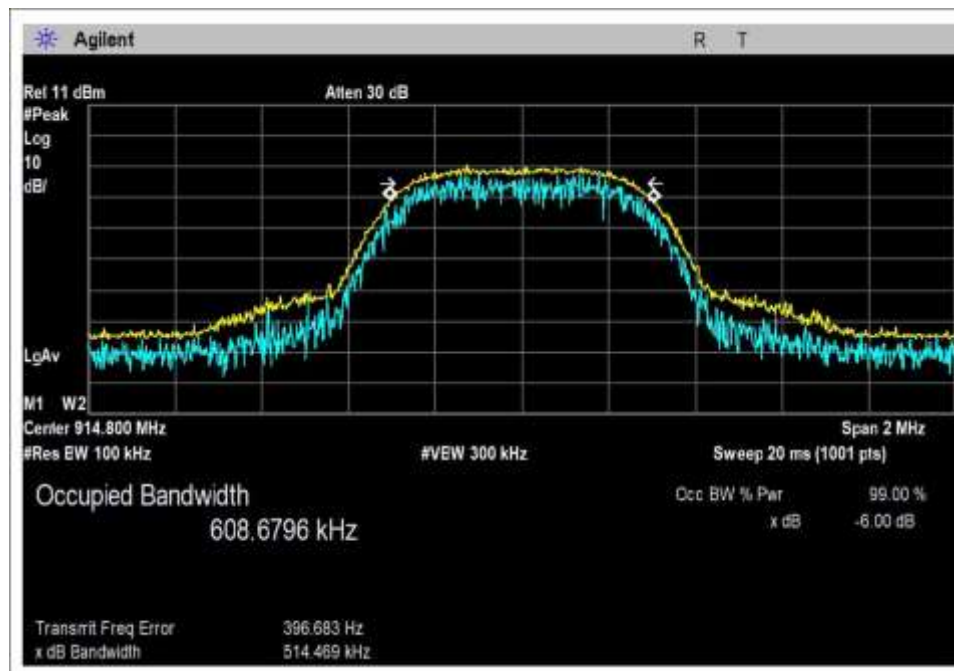 Agilent
R T
Ref 11 dBm Atten 30 dB
#Peak
Log
10
dB/
LgAv
M1 W2
Center 914.800 MHz Span 2 MHz
#Res BW 100 kHz #VBW 300 kHz Sweep 20 ms (1001 pts)
Occupied Bandwidth
608.6796 kHz
Occ BW % Pwr 99.00 %
x dB -6.00 dB
Transmit Freq Error 396.683 Hz
x dB Bandwidth 514.469 kHz